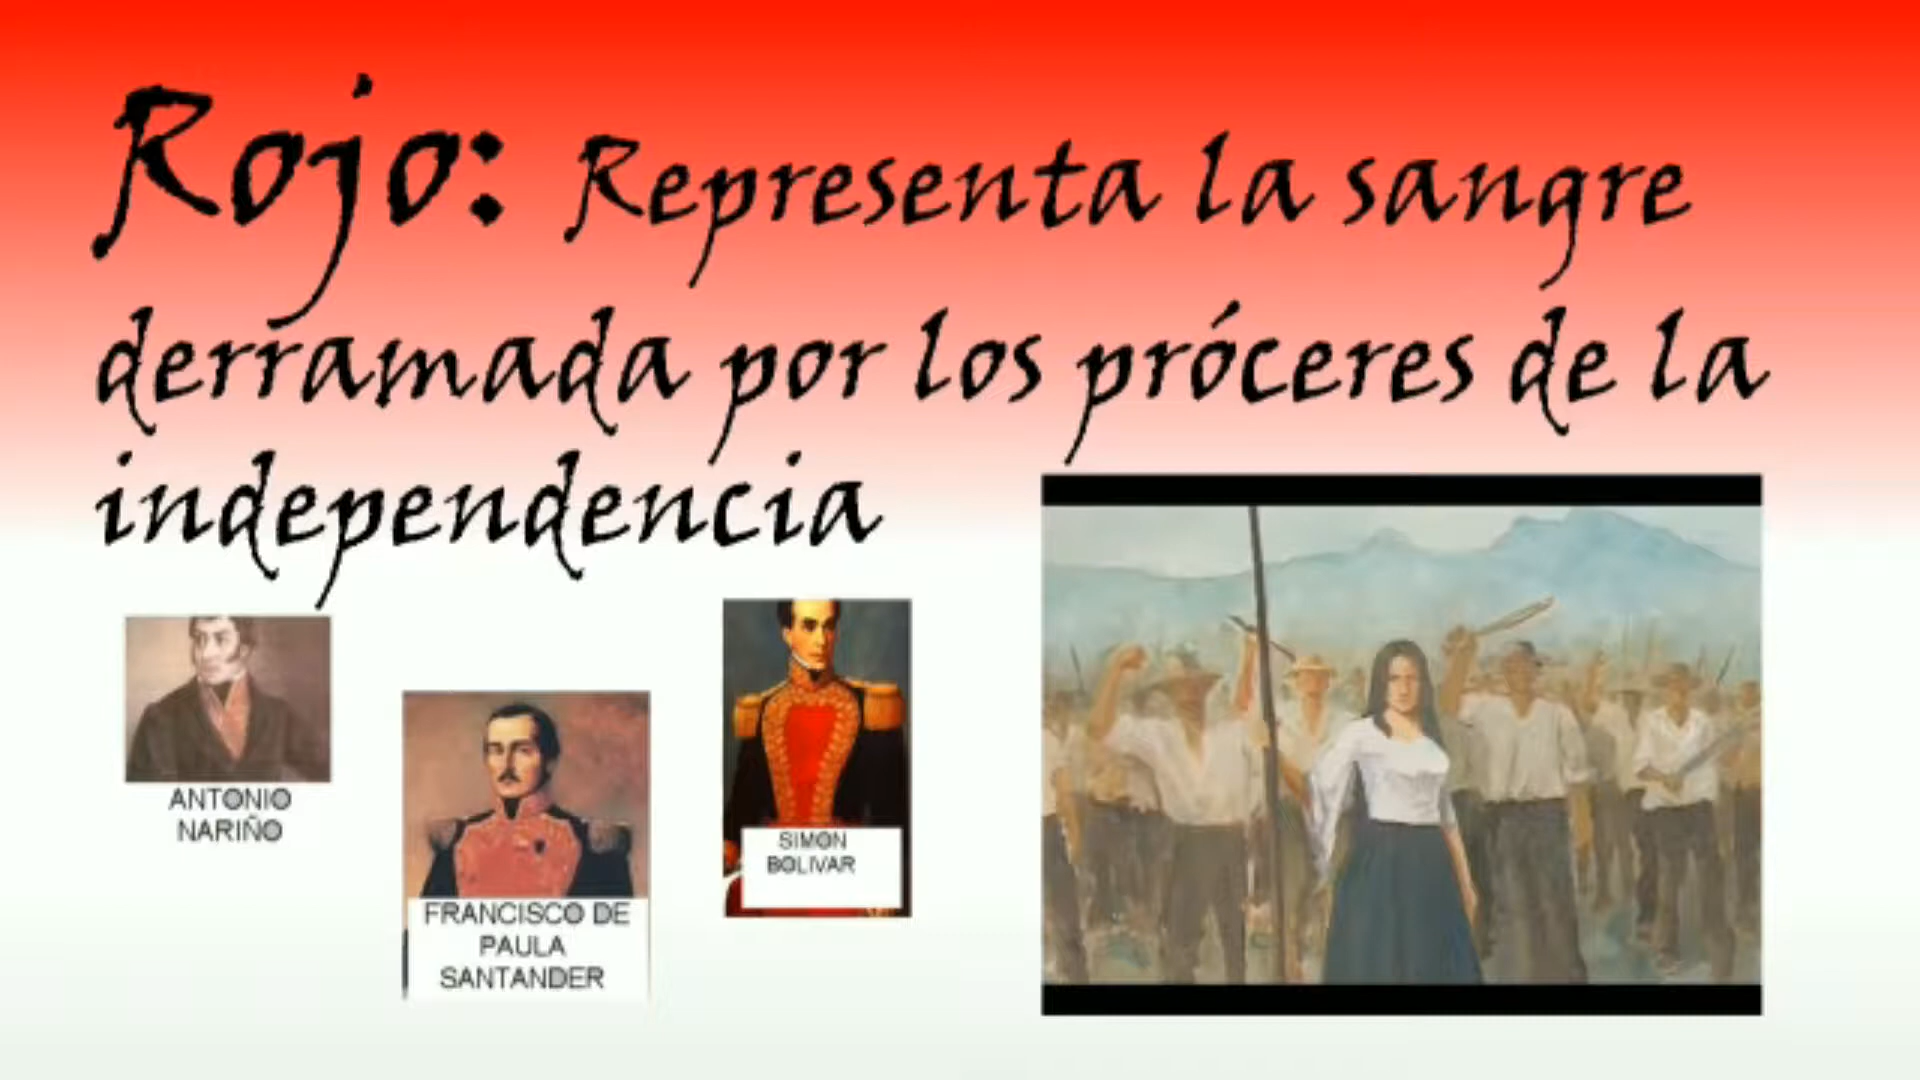 Rojo: Representa la sangre
derramada por los próceres de la
independencia
ANTONIO
NARIÑO
FRANCISCO DE
PAULA
SANTANDER
SIMON
BOLIVAR